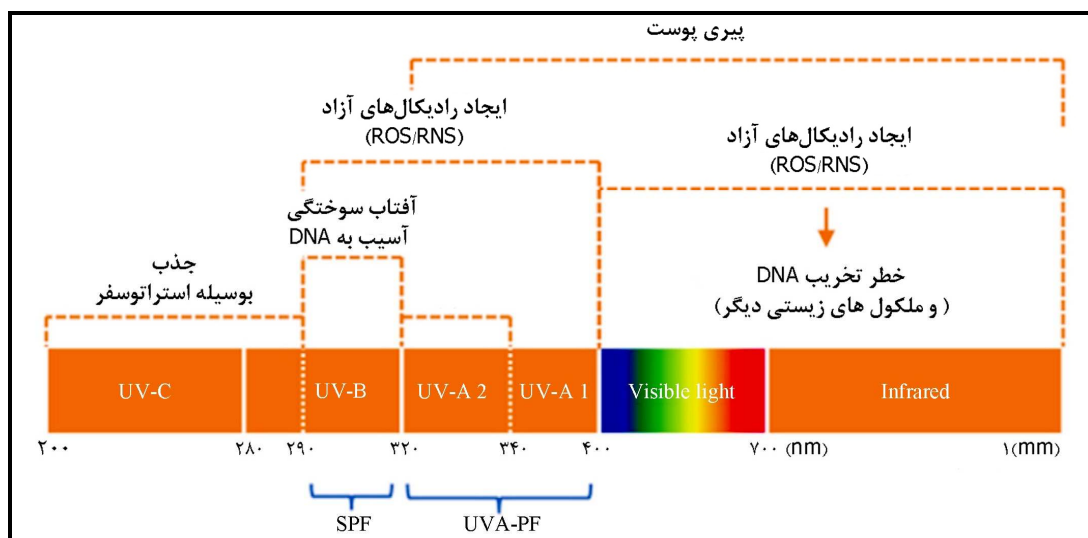 پیری پوست
ایجاد رادیکال‌های آزاد
(ROS/RNS)
ایجاد رادیکال‌های آزاد
(ROS/RNS)
آفتاب سوختگی
آسیب به DNA
جذب
بوسیله استراتوسفر
خطر تخریب DNA
( و ملکول های زیستی دیگر)
UV-C UV-B UV-A 2 UV-A 1 Visible light Infrared
۲۰۰ ۲۸۰ ۲۹۰ ۳۲۰ ۳۴۰ ۴۰۰ ۷۰۰ (nm) ۱(mm)
SPF UVA-PF